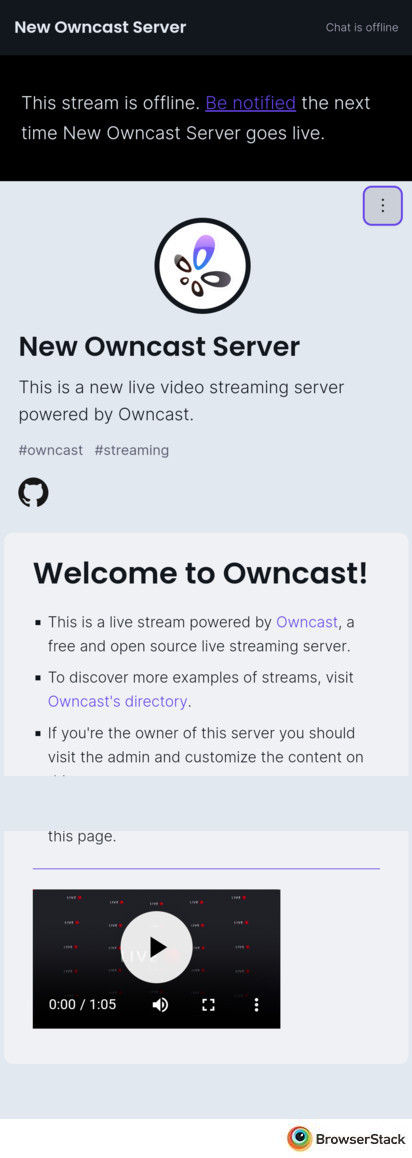 New Owncast Server
Chat is offline
This stream is offline. Be notified the next
time New Owncast Server goes live.
New Owncast Server
This is a new live video streaming server
powered by Owncast.
#owncast #streaming
Welcome to Owncast!
This is a live stream powered by Owncast, a
free and open source live streaming server.
To discover more examples of streams, visit
Owncast's directory.
If you're the owner of this server you should
visit the admin and customize the content on
this page.
LIVE
0:00 / 1:05
BrowserStack